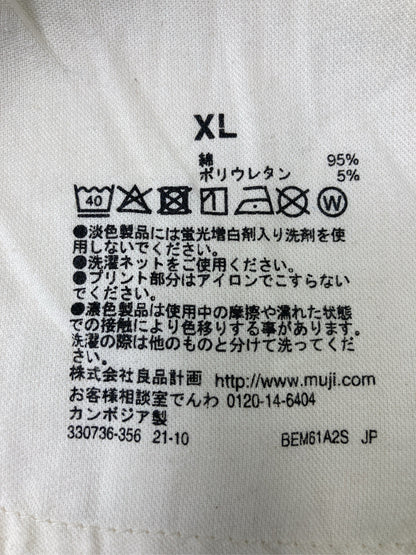 XL
綿 95%
ポリウレタン 5%
40 W
●淡色製品には蛍光増白剤入り洗剤を使
用しないでください。
●洗濯ネットをご使用ください。
●プリント部分はアイロンでこすらない
でください。
●濃色製品は使用中の摩擦や濡れた状態
での接触により色移りする事があります。
洗濯の際は他のものと分けて洗ってくだ
さい。
株式会社良品計画 http://www.muji.com
お客様相談室でんわ 0120-14-6404
カンボジア製
330736-356 21-10 BEM61A2S JP